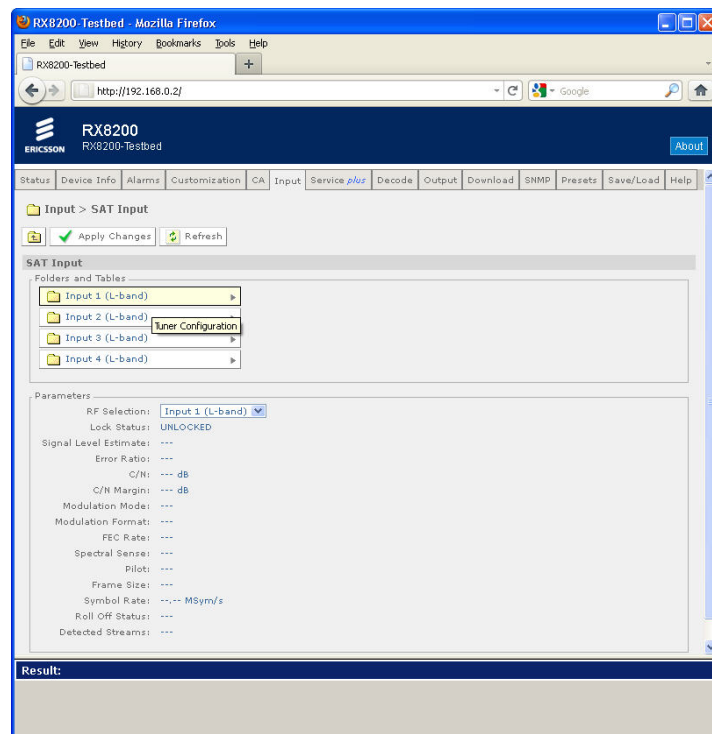 RX8200-Testbed - Mozilla Firefox
File Edit View History Bookmarks Tools Help
RX8200-Testbed +
http://192.168.0.2/ Google
ERICSSON
RX8200
RX8200-Testbed
About
Status Device Info Alarms Customization CA Input Service plus Decode Output Download SNMP Presets Save/Load Help
Input > SAT Input
Apply Changes Refresh
SAT Input
Folders and Tables
Input 1 (L-band)
Input 2 (L-band)
Tuner Configuration
Input 3 (L-band)
Input 4 (L-band)
Parameters
RF Selection: Input 1 (L-band)
Lock Status: UNLOCKED
Signal Level Estimate: ---
Error Ratio: ---
C/N: --- dB
C/N Margin: --- dB
Modulation Mode: ---
Modulation Format: ---
FEC Rate: ---
Spectral Sense: ---
Pilot: ---
Frame Size: ---
Symbol Rate: --.-- MSym/s
Roll Off Status: ---
Detected Streams: ---
Result: